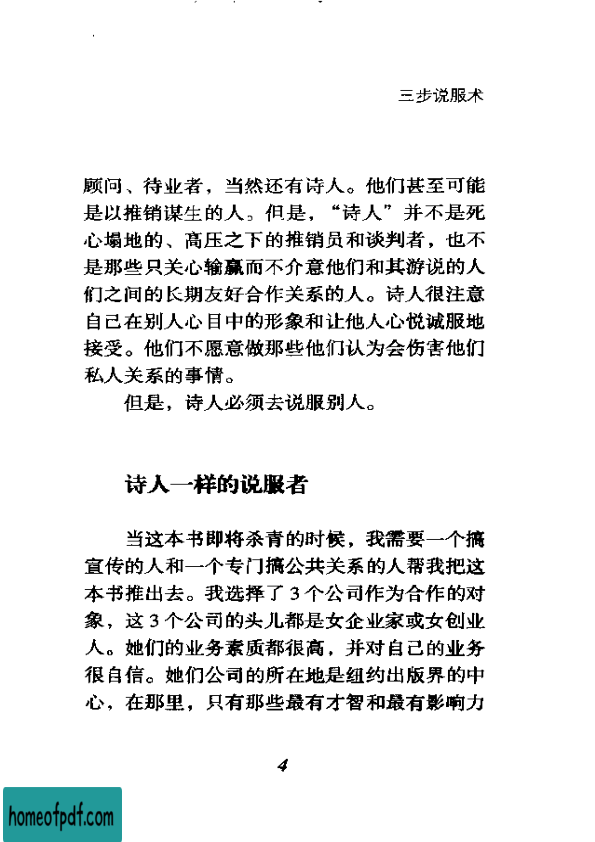 三步说服术
顾问、待业者，当然还有诗人。他们甚至可能
是以推销谋生的人。但是，“诗人”并不是死
心塌地的、高压之下的推销员和谈判者，也不
是那些只关心输赢而不介意他们和其游说的人
们之间的长期友好合作关系的人。诗人很注意
自己在别人心目中的形象和让他人心悦诚服地
接受。他们不愿意做那些他们认为会伤害他们
私人关系的事情。
但是，诗人必须去说服别人。
诗人一样的说服者
当这本书即将杀青的时候，我需要一个搞
宣传的人和一个专门搞公共关系的人帮我把这
本书推出去。我选择了3个公司作为合作的对
象，这3个公司的头儿都是女企业家或女创业
人。她们的业务素质都很高，并对自己的业务
很自信。她们公司的所在地是纽约出版界的中
心，在那里，只有那些最有才智和最有影响力
4
homeofpdf.com